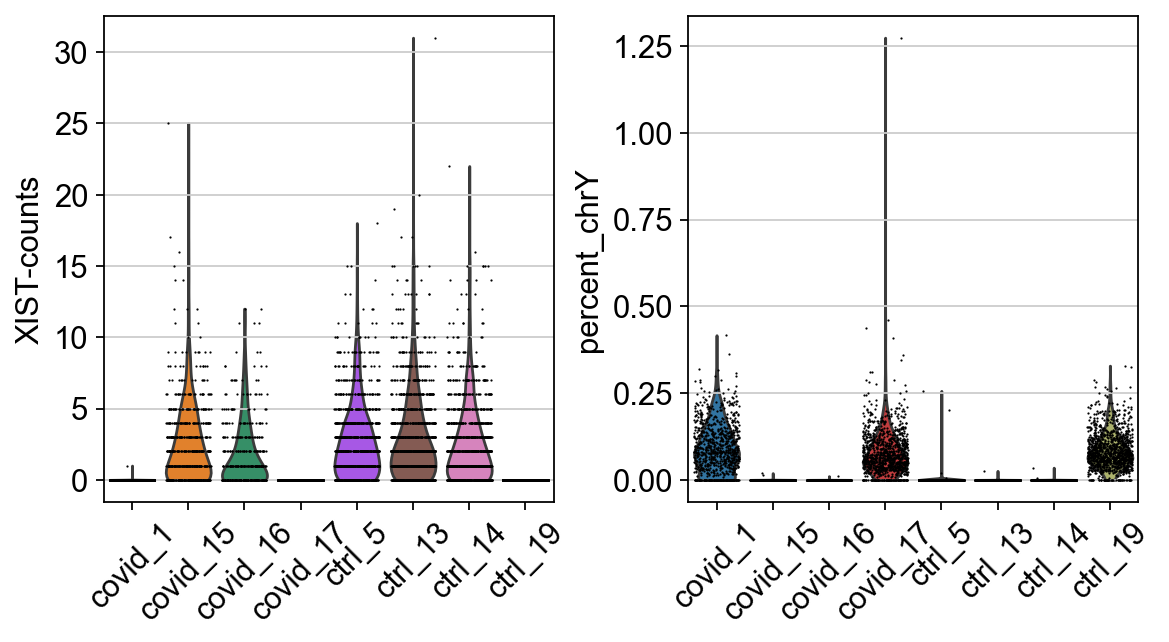 XIST-counts
30
25
20
15
10
5
0
covid_1
covid_15
covid_16
covid_17
ctrl_5
ctrl_13
ctrl_14
ctrl_19
percent_chrY
1.25
1.00
0.75
0.50
0.25
0.00
covid_1
covid_15
covid_16
covid_17
ctrl_5
ctrl_13
ctrl_14
ctrl_19